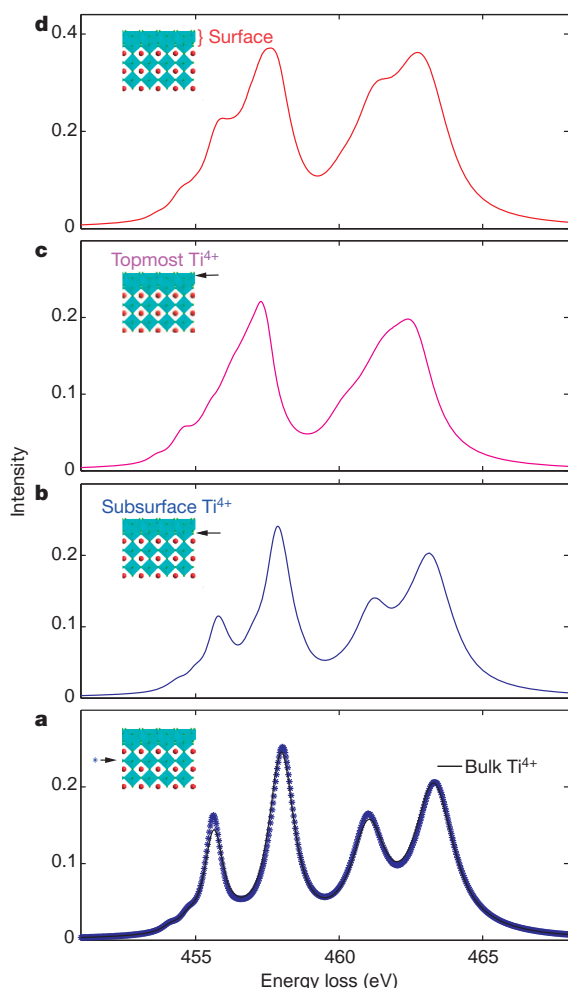 d
} Surface
0.4
0.2
0
c
Topmost Ti⁴⁺
0.2
0.1
0
Intensity
b
Subsurface Ti⁴⁺
0.2
0.1
0
a
*
Bulk Ti⁴⁺
0.2
0.1
0
455
460
465
Energy loss (eV)